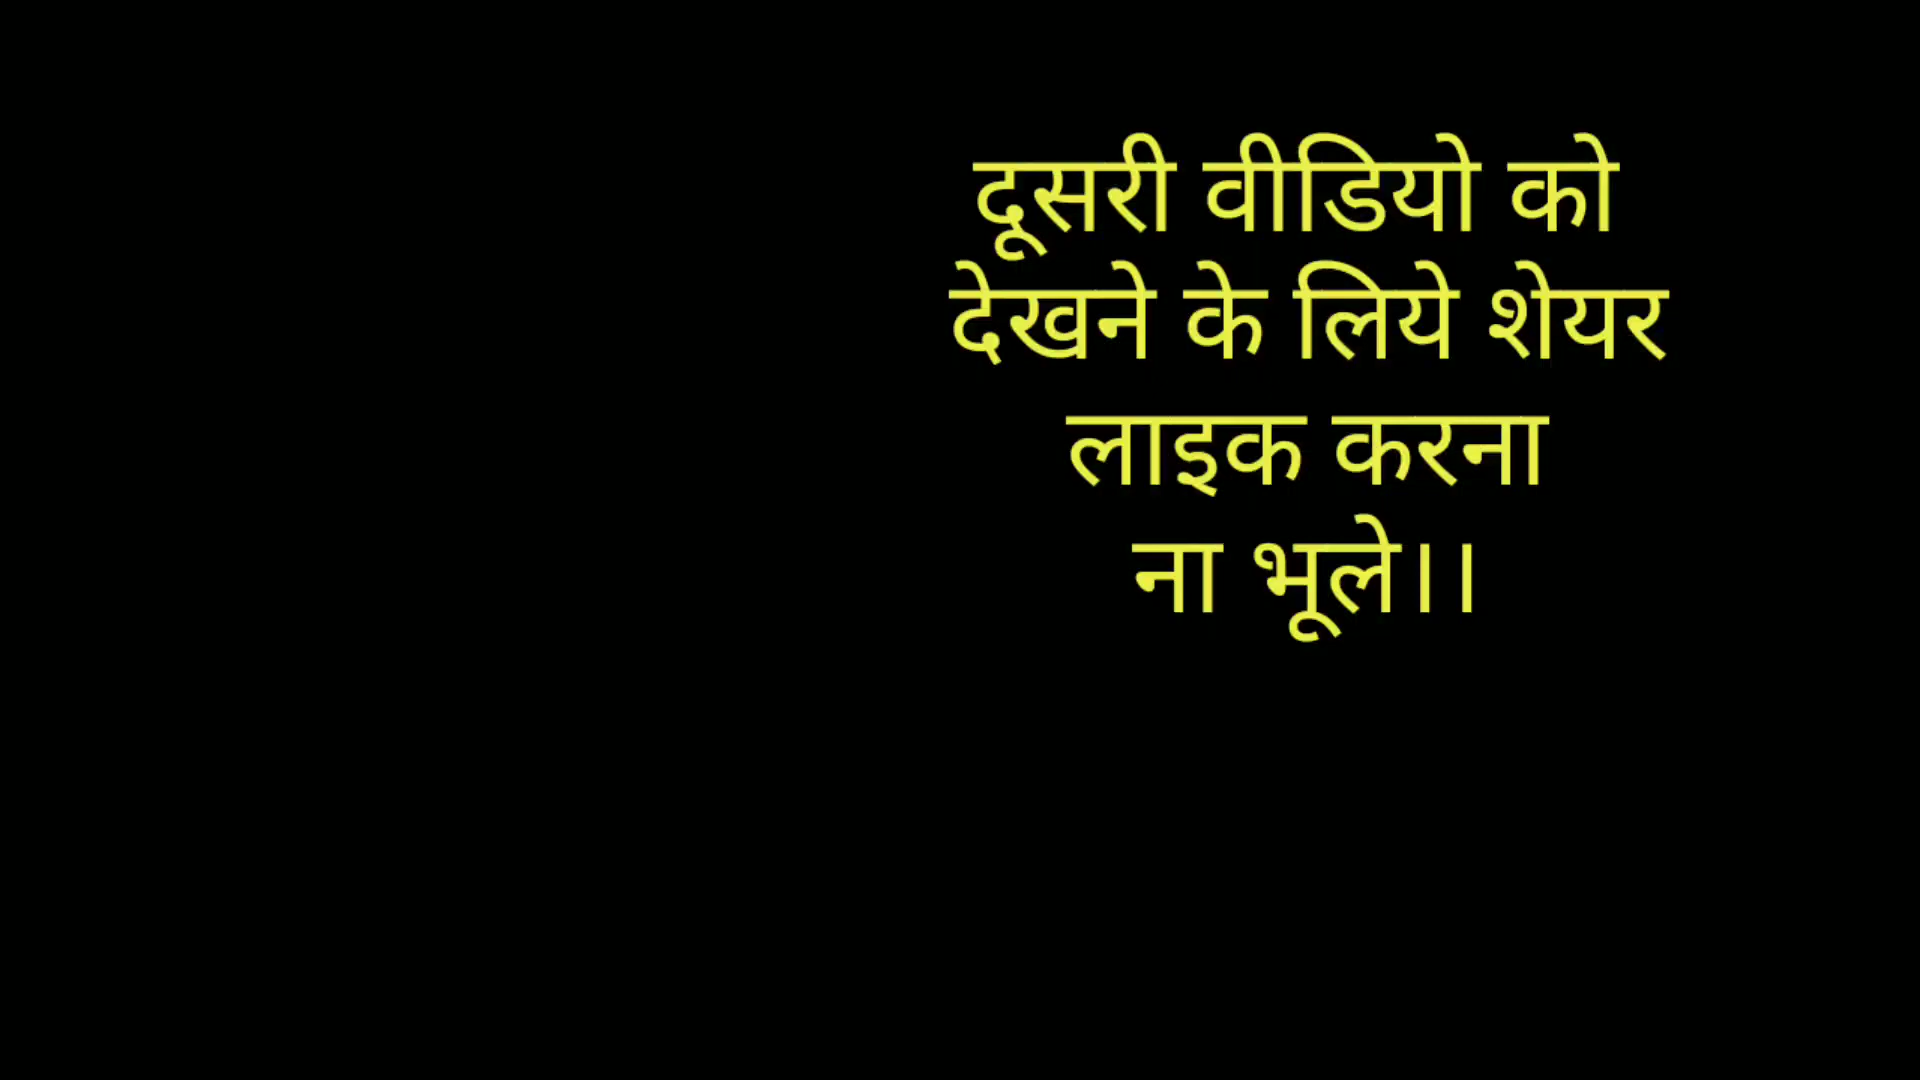 दूसरी वीडियो को
देखने के लिये शेयर
लाइक करना
ना भूले।।